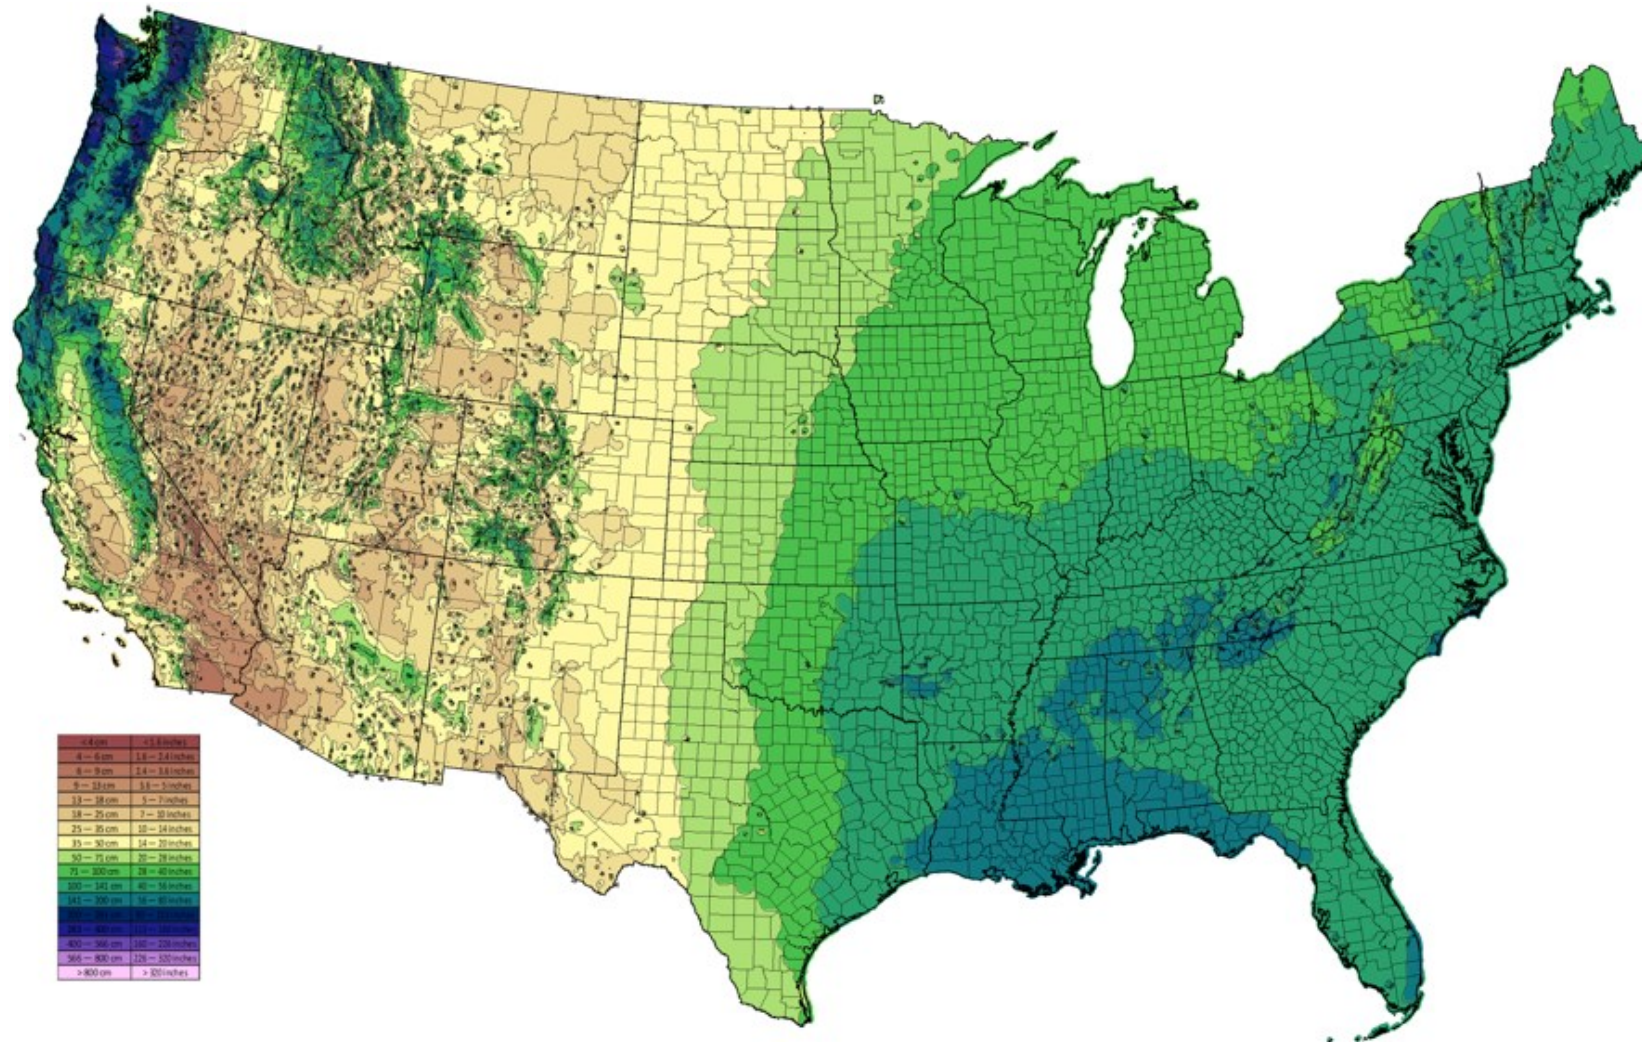 < 4 cm < 1.6 inches
4 — 6 cm 1.6 — 2.4 inches
6 — 9 cm 2.4 — 3.6 inches
9 — 13 cm 3.6 — 5 inches
13 — 18 cm 5 — 7 inches
18 — 25 cm 7 — 10 inches
25 — 35 cm 10 — 14 inches
35 — 50 cm 14 — 20 inches
50 — 71 cm 20 — 28 inches
71 — 100 cm 28 — 40 inches
100 — 141 cm 40 — 56 inches
141 — 200 cm 56 — 80 inches
400 — 566 cm 160 — 226 inches
566 — 800 cm 226 — 320 inches
> 800 cm > 320 inches